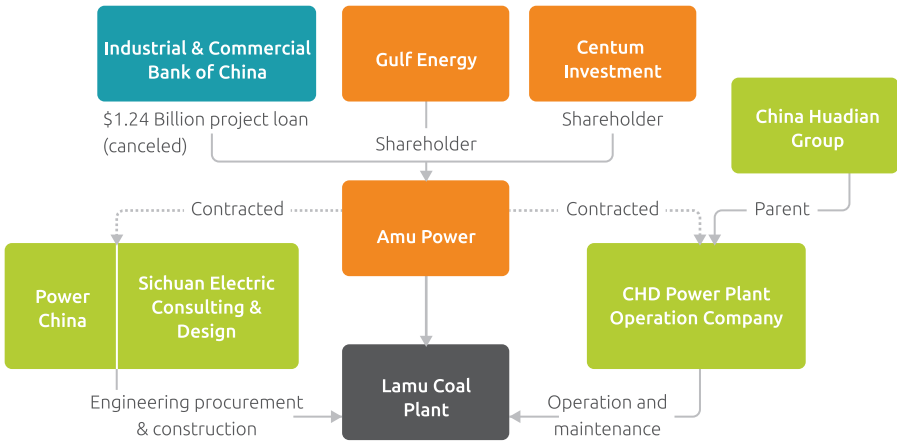 Industrial & Commercial
Bank of China
Gulf Energy
Centum
Investment
$1.24 Billion project loan
(canceled)
Shareholder
Shareholder
China Huadian
Group
Contracted
Contracted
Parent
Amu Power
Power
China
Sichuan Electric
Consulting &
Design
CHD Power Plant
Operation Company
Lamu Coal
Plant
Engineering procurement
& construction
Operation and
maintenance